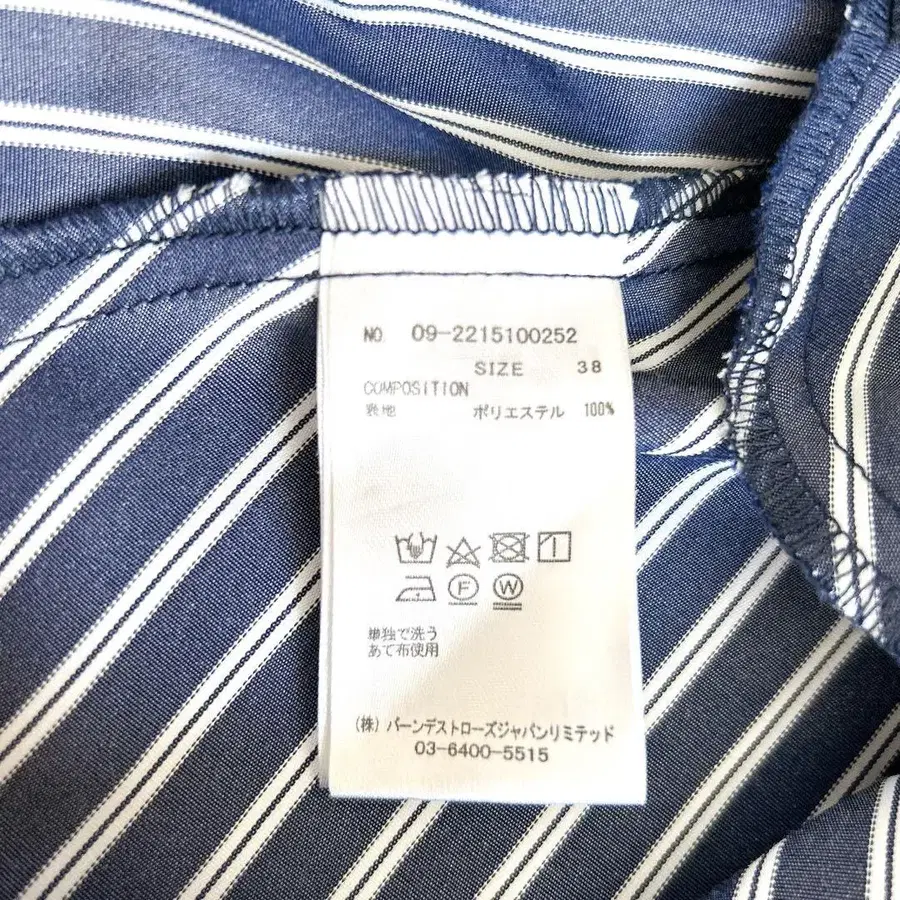 NO. 09-2215100252
SIZE 38
COMPOSITION
表地 ポリエステル 100%
F W
単独で洗う
あて布使用
(株) バーンデストローズジャパンリミテッド
03-6400-5515